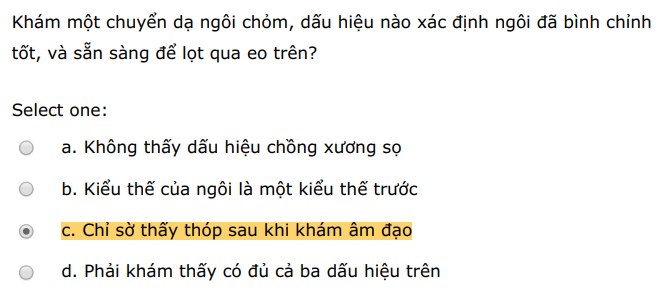 Khám một chuyển dạ ngôi chỏm, dấu hiệu nào xác định ngôi đã bình chỉnh
tốt, và sẵn sàng để lọt qua eo trên?
Select one:
a. Không thấy dấu hiệu chồng xương sọ
b. Kiểu thế của ngôi là một kiểu thế trước
c. Chỉ sờ thấy thóp sau khi khám âm đạo
d. Phải khám thấy có đủ cả ba dấu hiệu trên